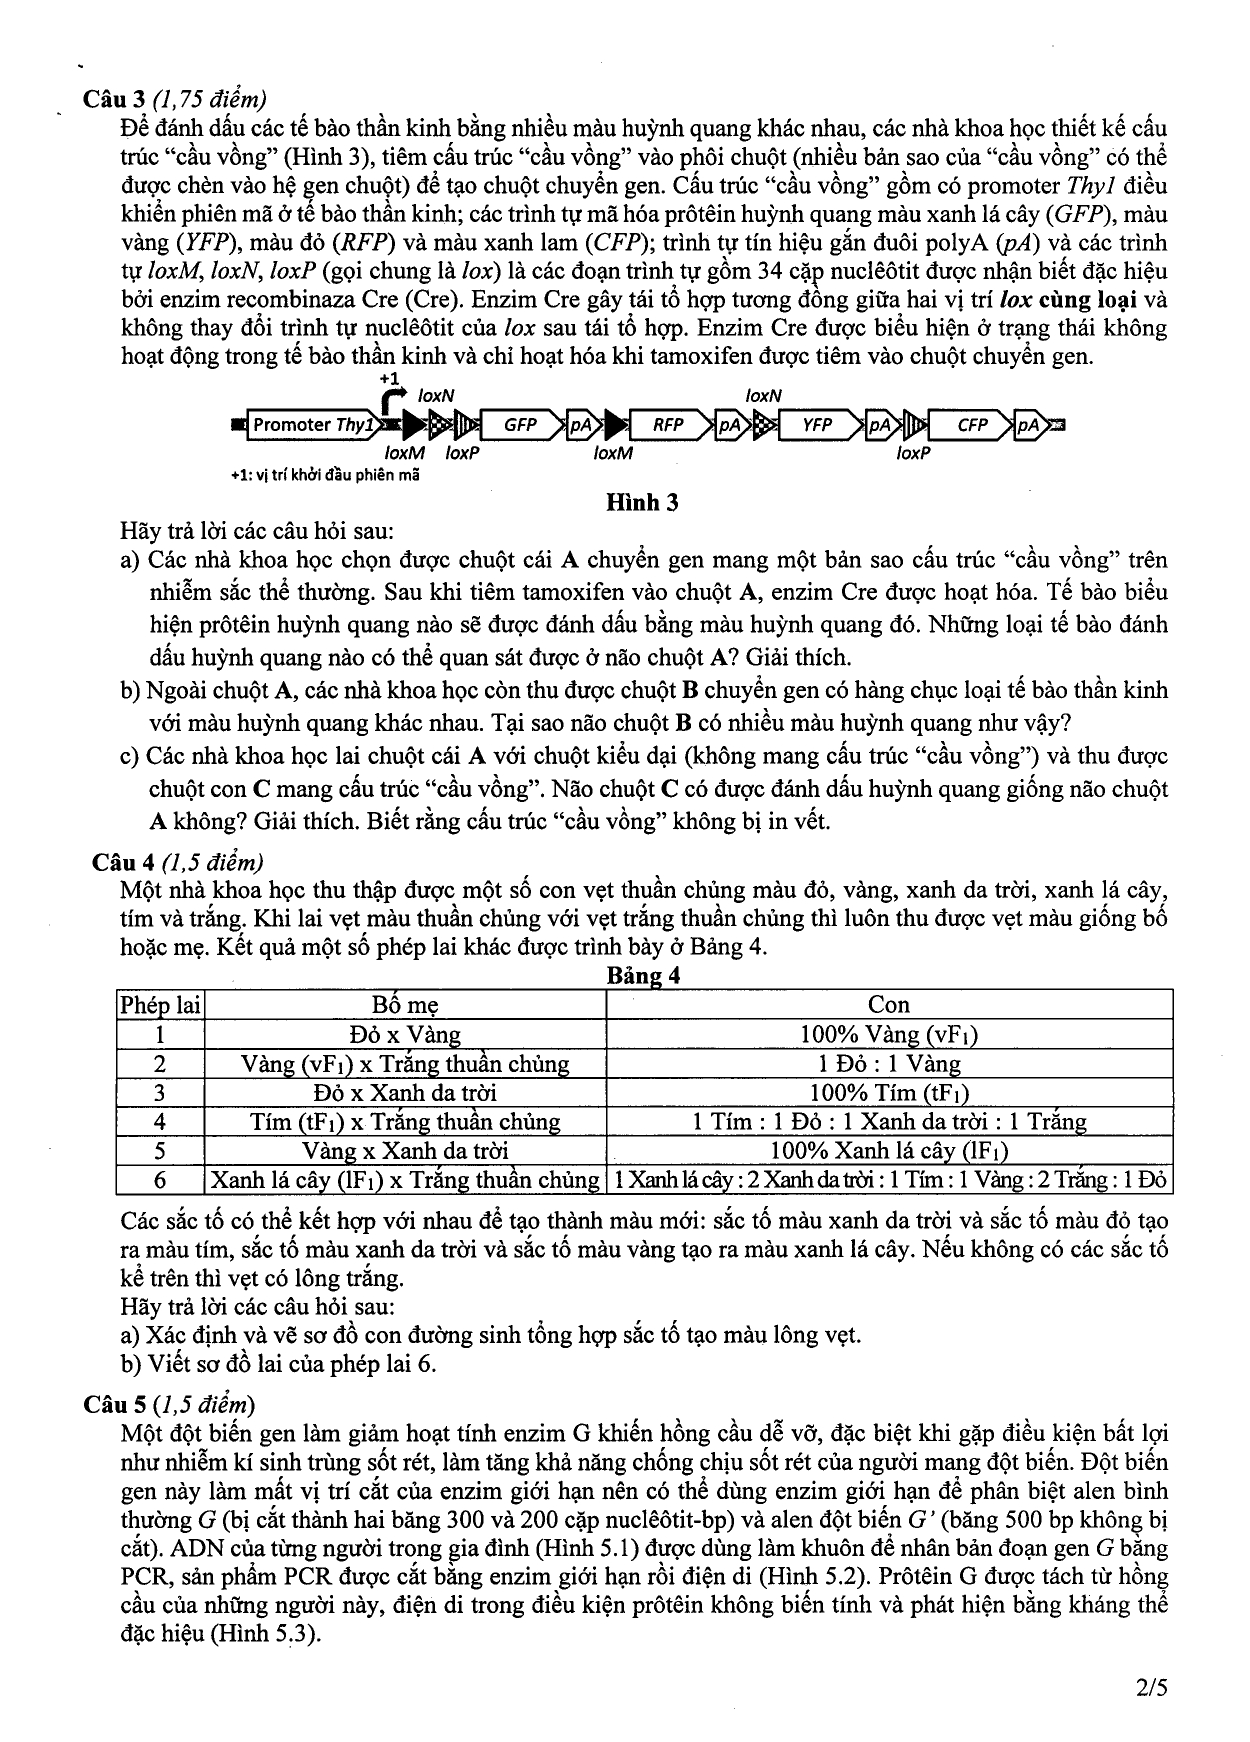 Câu 3 (1,75 điểm)
Để đánh dấu các tế bào thần kinh bằng nhiều màu huỳnh quang khác nhau, các nhà khoa học thiết kế cấu
trúc “cầu vồng” (Hình 3), tiêm cấu trúc “cầu vồng” vào phôi chuột (nhiều bản sao của “cầu vồng” có thể
được chèn vào hệ gen chuột) để tạo chuột chuyển gen. Cấu trúc “cầu vồng” gồm có promoter Thy1 điều
khiển phiên mã ở tế bào thần kinh; các trình tự mã hóa prôtêin huỳnh quang màu xanh lá cây (GFP), màu
vàng (YFP), màu đỏ (RFP) và màu xanh lam (CFP); trình tự tín hiệu gắn đuôi polyA (pA) và các trình
tự loxM, loxN, loxP (gọi chung là lox) là các đoạn trình tự gồm 34 cặp nuclêôtit được nhận biết đặc hiệu
bởi enzim recombinaza Cre (Cre). Enzim Cre gây tái tổ hợp tương đồng giữa hai vị trí lox cùng loại và
không thay đổi trình tự nuclêôtit của lox sau tái tổ hợp. Enzim Cre được biểu hiện ở trạng thái không
hoạt động trong tế bào thần kinh và chỉ hoạt hóa khi tamoxifen được tiêm vào chuột chuyển gen.
+1
loxN loxN
Promoter Thy1 GFP pA RFP pA YFP pA CFP pA
loxM loxP loxM loxP
+1: vị trí khởi đầu phiên mã
Hình 3
Hãy trả lời các câu hỏi sau:
a) Các nhà khoa học chọn được chuột cái A chuyển gen mang một bản sao cấu trúc “cầu vồng” trên
nhiễm sắc thể thường. Sau khi tiêm tamoxifen vào chuột A, enzim Cre được hoạt hóa. Tế bào biểu
hiện prôtêin huỳnh quang nào sẽ được đánh dấu bằng màu huỳnh quang đó. Những loại tế bào đánh
dấu huỳnh quang nào có thể quan sát được ở não chuột A? Giải thích.
b) Ngoài chuột A, các nhà khoa học còn thu được chuột B chuyển gen có hàng chục loại tế bào thần kinh
với màu huỳnh quang khác nhau. Tại sao não chuột B có nhiều màu huỳnh quang như vậy?
c) Các nhà khoa học lai chuột cái A với chuột kiểu dại (không mang cấu trúc “cầu vồng”) và thu được
chuột con C mang cấu trúc “cầu vồng”. Não chuột C có được đánh dấu huỳnh quang giống não chuột
A không? Giải thích. Biết rằng cấu trúc “cầu vồng” không bị in vết.
Câu 4 (1,5 điểm)
Một nhà khoa học thu thập được một số con vẹt thuần chủng màu đỏ, vàng, xanh da trời, xanh lá cây,
tím và trắng. Khi lai vẹt màu thuần chủng với vẹt trắng thuần chủng thì luôn thu được vẹt màu giống bố
hoặc mẹ. Kết quả một số phép lai khác được trình bày ở Bảng 4.
Bảng 4
Phép lai Bố mẹ Con
1 Đỏ x Vàng 100% Vàng (vF1)
2 Vàng (vF1) x Trắng thuần chủng 1 Đỏ : 1 Vàng
3 Đỏ x Xanh da trời 100% Tím (tF1)
4 Tím (tF1) x Trắng thuần chủng 1 Tím : 1 Đỏ : 1 Xanh da trời : 1 Trắng
5 Vàng x Xanh da trời 100% Xanh lá cây (lF1)
6 Xanh lá cây (lF1) x Trắng thuần chủng 1 Xanh lá cây : 2 Xanh da trời : 1 Tím : 1 Vàng : 2 Trắng : 1 Đỏ
Các sắc tố có thể kết hợp với nhau để tạo thành màu mới: sắc tố màu xanh da trời và sắc tố màu đỏ tạo
ra màu tím, sắc tố màu xanh da trời và sắc tố màu vàng tạo ra màu xanh lá cây. Nếu không có các sắc tố
kể trên thì vẹt có lông trắng.
Hãy trả lời các câu hỏi sau:
a) Xác định và vẽ sơ đồ con đường sinh tổng hợp sắc tố tạo màu lông vẹt.
b) Viết sơ đồ lai của phép lai 6.
Câu 5 (1,5 điểm)
Một đột biến gen làm giảm hoạt tính enzim G khiến hồng cầu dễ vỡ, đặc biệt khi gặp điều kiện bất lợi
như nhiễm kí sinh trùng sốt rét, làm tăng khả năng chống chịu sốt rét của người mang đột biến. Đột biến
gen này làm mất vị trí cắt của enzim giới hạn nên có thể dùng enzim giới hạn để phân biệt alen bình
thường G (bị cắt thành hai băng 300 và 200 cặp nuclêôtit-bp) và alen đột biến G’ (băng 500 bp không bị
cắt). ADN của từng người trong gia đình (Hình 5.1) được dùng làm khuôn để nhân bản đoạn gen G bằng
PCR, sản phẩm PCR được cắt bằng enzim giới hạn rồi điện di (Hình 5.2). Prôtêin G được tách từ hồng
cầu của những người này, điện di trong điều kiện prôtêin không biến tính và phát hiện bằng kháng thể
đặc hiệu (Hình 5.3).
2/5